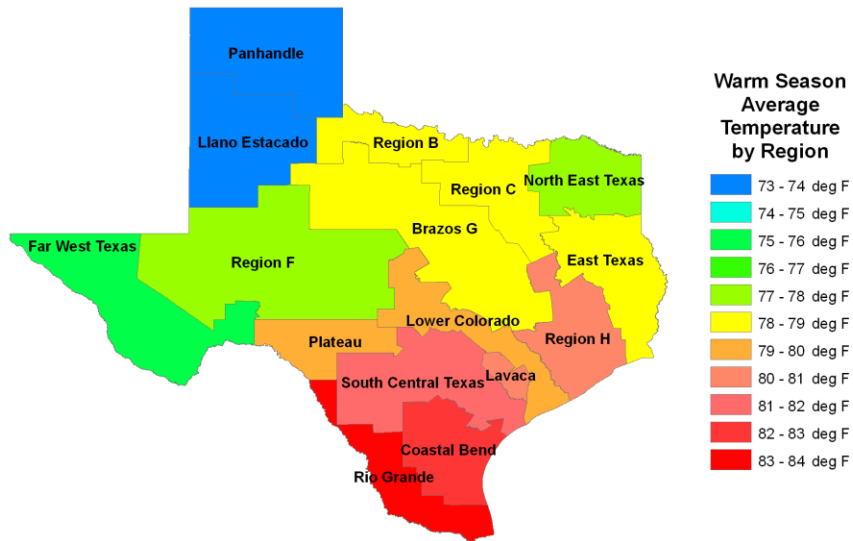 Panhandle
Llano Estacado
Region B
Region C
North East Texas
Brazos G
Far West Texas
Region F
East Texas
Lower Colorado
Plateau
Region H
Lavaca
South Central Texas
Coastal Bend
Rio Grande
Warm Season
Average
Temperature
by Region
73 - 74 deg F
74 - 75 deg F
75 - 76 deg F
76 - 77 deg F
77 - 78 deg F
78 - 79 deg F
79 - 80 deg F
80 - 81 deg F
81 - 82 deg F
82 - 83 deg F
83 - 84 deg F